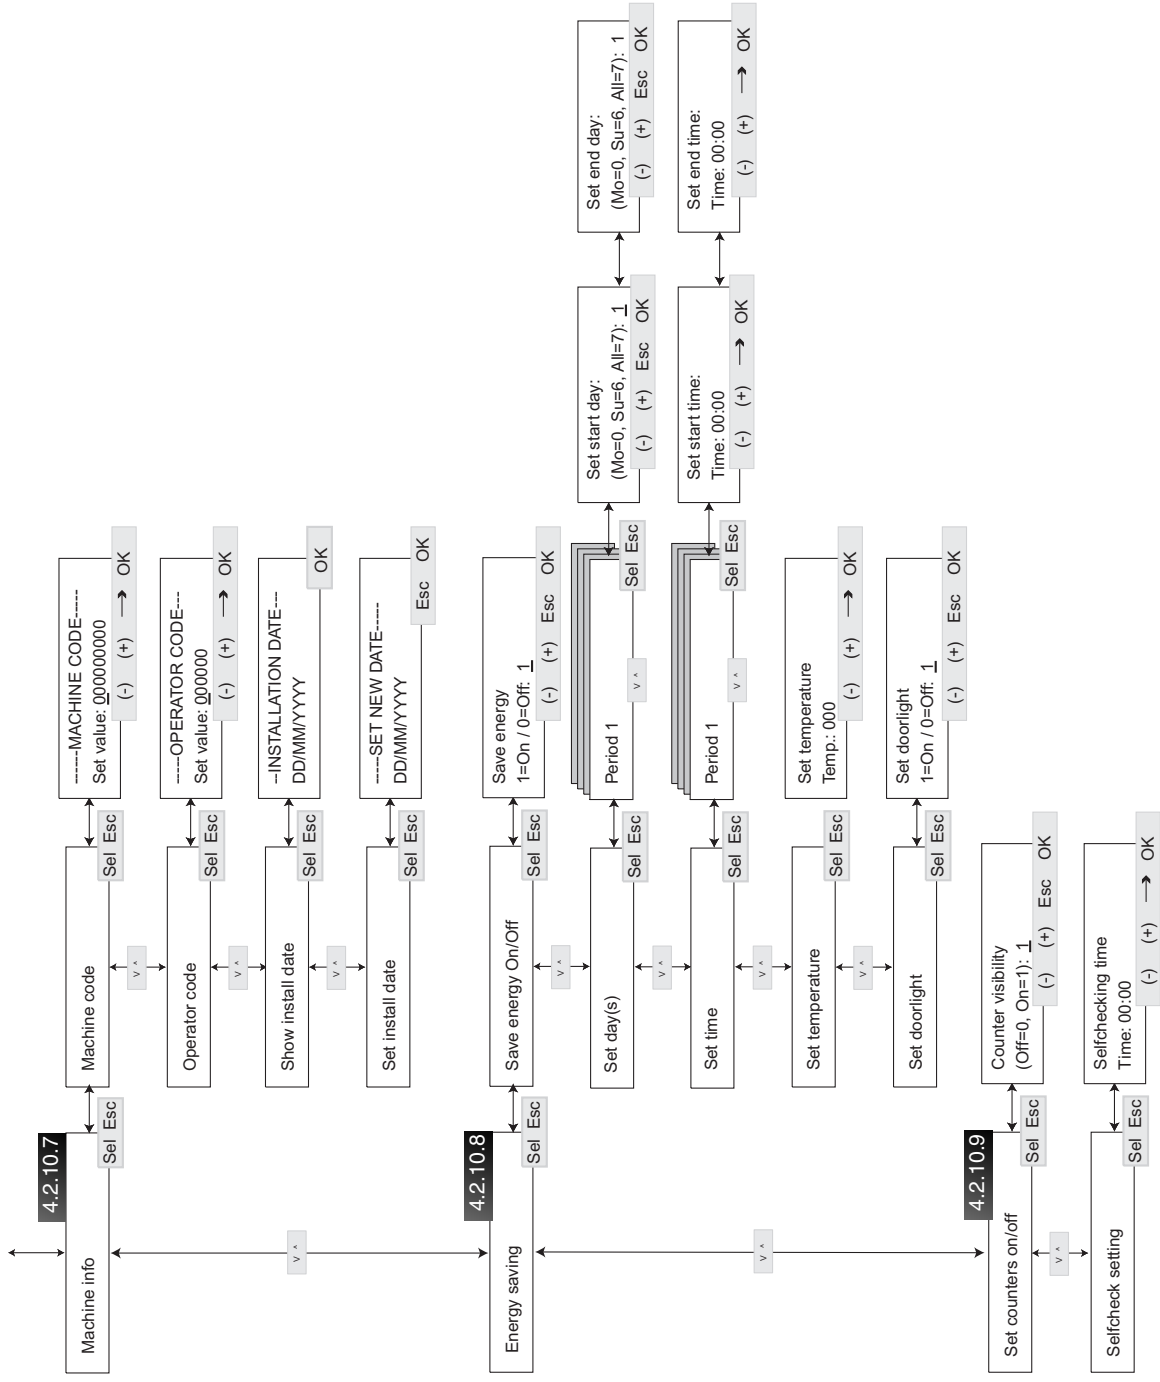 4.2.10.7
Machine info
Sel Esc
Machine code
Sel Esc
-----MACHINE CODE-----
Set value: 000000000
(-) (+) → OK
v ^
Operator code
Sel Esc
----OPERATOR CODE---
Set value: 000000
(-) (+) → OK
v ^
Show install date
Sel Esc
--INSTALLATION DATE---
DD/MM/YYYY
OK
v ^
Set install date
Sel Esc
----SET NEW DATE-----
DD/MM/YYYY
Esc OK
v ^
4.2.10.8
Energy saving
Sel Esc
Save energy On/Off
Sel Esc
Save energy
1=On / 0=Off: 1
(-) (+) Esc OK
v ^
Set day(s)
Sel Esc
Period 1
v ^
Sel Esc
Set start day:
(Mo=0, Su=6, All=7): 1
(-) (+) Esc OK
Set end day:
(Mo=0, Su=6, All=7): 1
(-) (+) Esc OK
v ^
Set time
Sel Esc
Period 1
v ^
Sel Esc
Set start time:
Time: 00:00
(-) (+) → OK
Set end time:
Time: 00:00
(-) (+) → OK
v ^
Set temperature
Sel Esc
Set temperature
Temp.: 000
(-) (+) → OK
v ^
Set doorlight
Sel Esc
Set doorlight
1=On / 0=Off: 1
(-) (+) Esc OK
v ^
4.2.10.9
Set counters on/off
Sel Esc
Counter visibility
(Off=0, On=1): 1
(-) (+) Esc OK
v ^
Selfcheck setting
Sel Esc
Selfchecking time
Time: 00:00
(-) (+) → OK